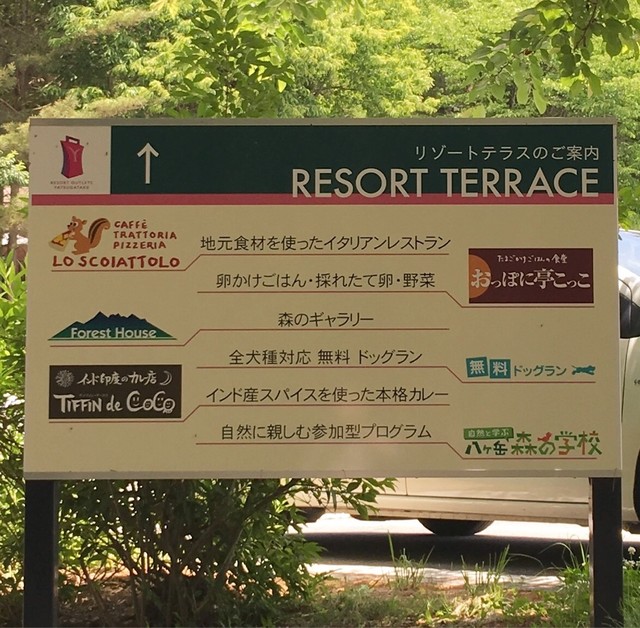 リゾートテラスのご案内
RESORT TERRACE
RESORT OUTLETS
YATSUGATAKE
CAFFÈ
TRATTORIA
PIZZERIA
LO SCOIATTOLO
地元食材を使ったイタリアンレストラン
卵かけごはん・採れたて卵・野菜
たまごかけごはんの食堂
おっぽに亭こっこ
Forest House
森のギャラリー
全犬種対応 無料 ドッグラン
無料ドッグラン
インド印度のカレー店
TIFFIN de CoCo
インド産スパイスを使った本格カレー
自然に親しむ参加型プログラム
自然と学ぶ
八ヶ岳森の学校